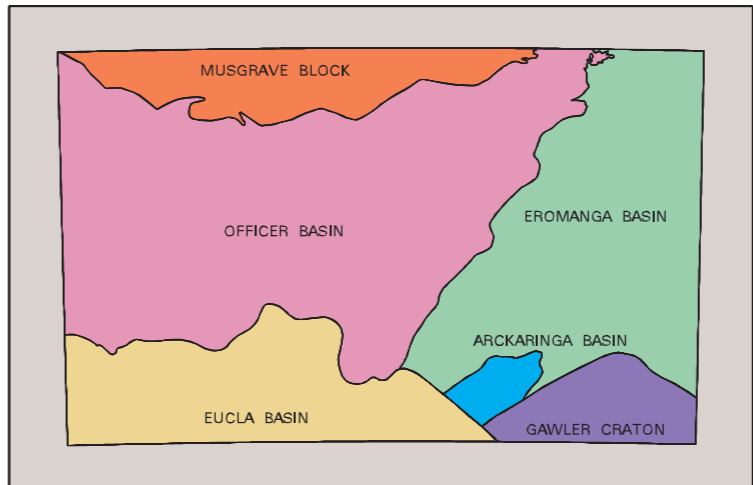 MUSGRAVE BLOCK
OFFICER BASIN
EROMANGA BASIN
ARCKARINGA BASIN
EUCLA BASIN
GAWLER CRATON